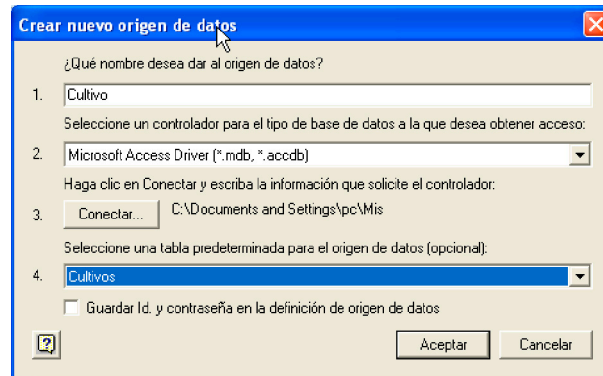 Crear nuevo origen de datos
¿Qué nombre desea dar al origen de datos?
1. Cultivo
Seleccione un controlador para el tipo de base de datos a la que desea obtener acceso:
2. Microsoft Access Driver (*.mdb, *.accdb)
Haga clic en Conectar y escriba la información que solicite el controlador:
3. Conectar... C:\Documents and Settings\pc\Mis
Seleccione una tabla predeterminada para el origen de datos (opcional):
4. Cultivos
Guardar Id. y contraseña en la definición de origen de datos
Aceptar Cancelar